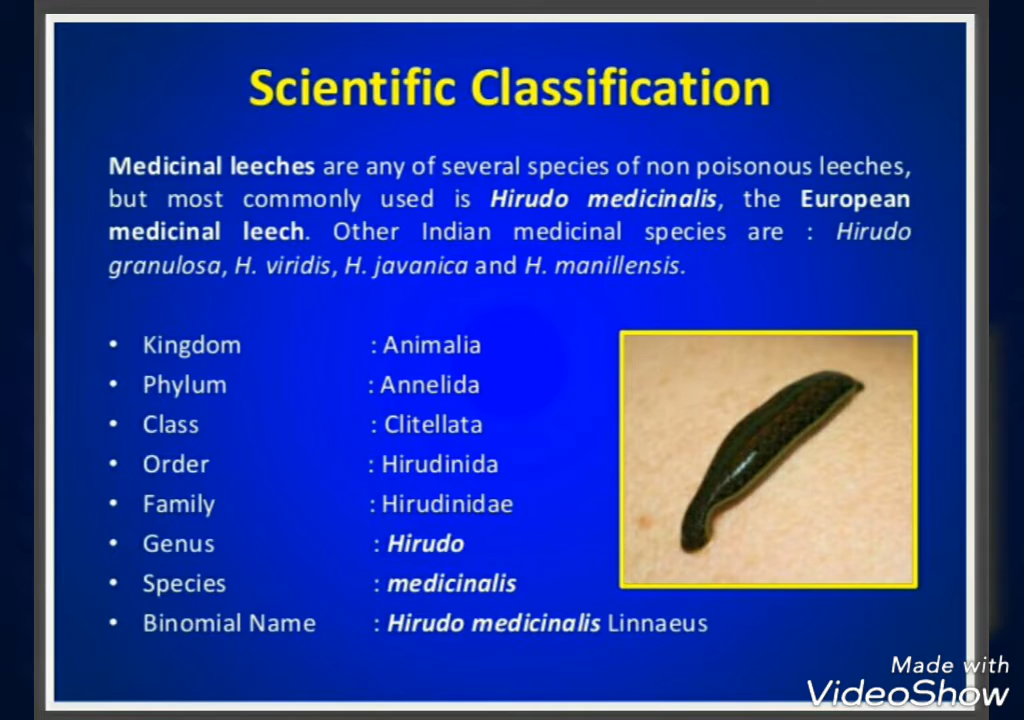 Scientific Classification
Medicinal leeches are any of several species of non poisonous leeches,
but most commonly used is Hirudo medicinalis, the European
medicinal leech. Other Indian medicinal species are : Hirudo
granulosa, H. viridis, H. javanica and H. manillensis.
• Kingdom : Animalia
• Phylum : Annelida
• Class : Clitellata
• Order : Hirudinida
• Family : Hirudinidae
• Genus : Hirudo
• Species : medicinalis
• Binomial Name : Hirudo medicinalis Linnaeus
Made with
VideoShow